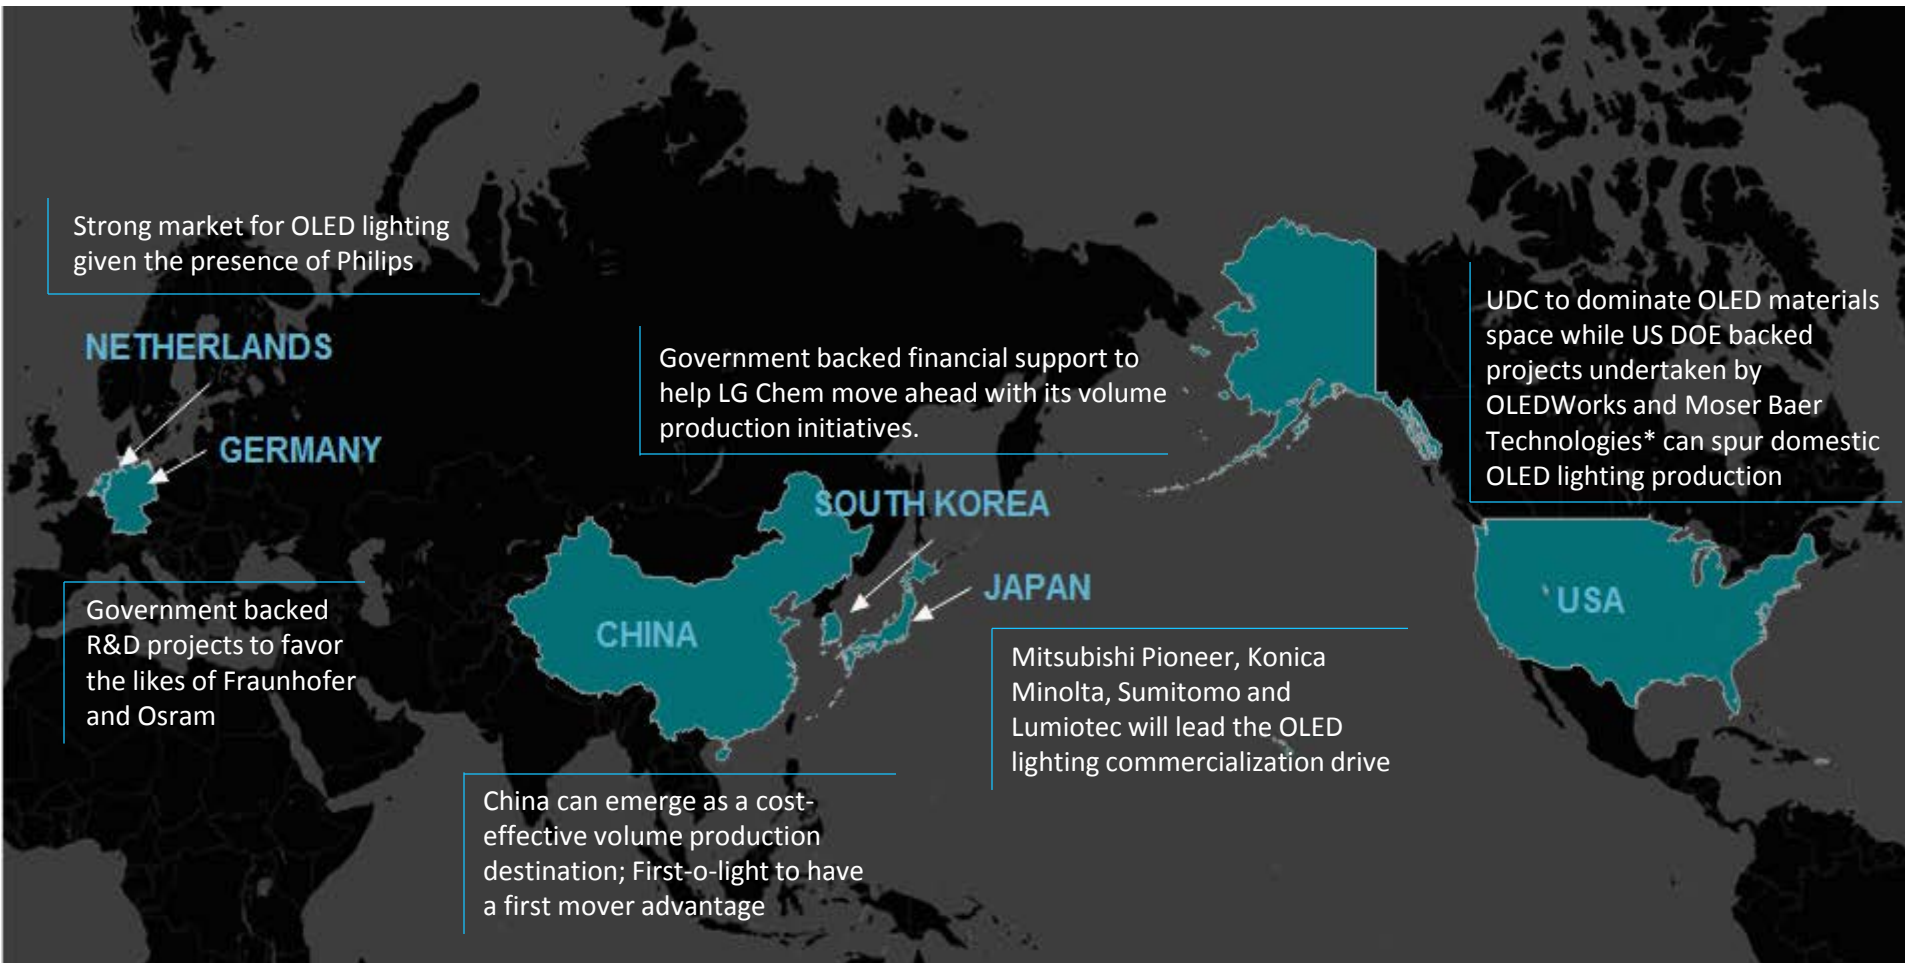 Strong market for OLED lighting
given the presence of Philips
NETHERLANDS
GERMANY
Government backed
R&D projects to favor
the likes of Fraunhofer
and Osram
Government backed financial support to
help LG Chem move ahead with its volume
production initiatives.
SOUTH KOREA
JAPAN
CHINA
Mitsubishi Pioneer, Konica
Minolta, Sumitomo and
Lumiotec will lead the OLED
lighting commercialization drive
China can emerge as a cost-
effective volume production
destination; First-o-light to have
a first mover advantage
UDC to dominate OLED materials
space while US DOE backed
projects undertaken by
OLEDWorks and Moser Baer
Technologies* can spur domestic
OLED lighting production
USA